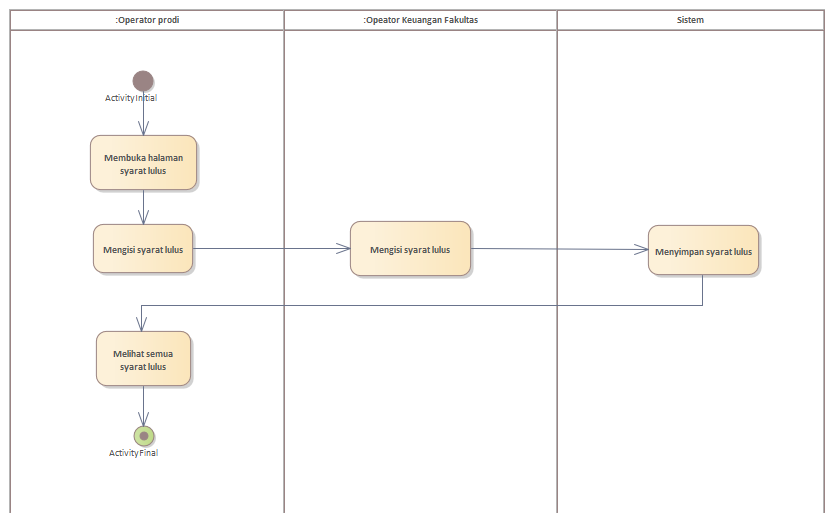 :Operator prodi
:Opeator Keuangan Fakultas
Sistem
ActivityInitial
Membuka halaman
syarat lulus
Mengisi syarat lulus
Mengisi syarat lulus
Menyimpan syarat lulus
Melihat semua
syarat lulus
ActivityFinal